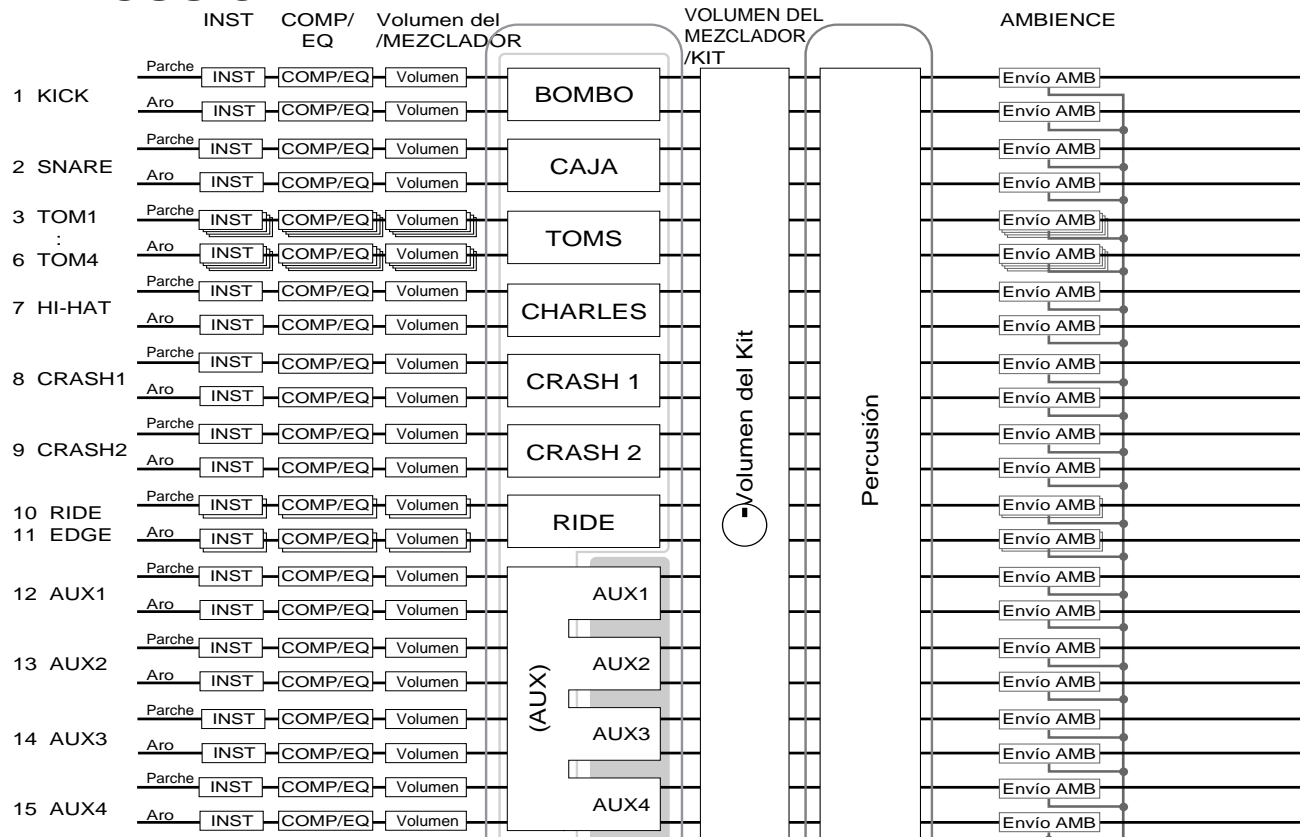 INST
COMP/
EQ
Volumen del
/MEZCLADOR
VOLUMEN DEL
MEZCLADOR
/KIT
AMBIENCE
1 KICK
Parche INST COMP/EQ Volumen Envío AMB
Aro INST COMP/EQ Volumen Envío AMB
BOMBO
2 SNARE
Parche INST COMP/EQ Volumen Envío AMB
Aro INST COMP/EQ Volumen Envío AMB
CAJA
3 TOM1
:
6 TOM4
Parche INST COMP/EQ Volumen Envío AMB
Aro INST COMP/EQ Volumen Envío AMB
TOMS
7 HI-HAT
Parche INST COMP/EQ Volumen Envío AMB
Aro INST COMP/EQ Volumen Envío AMB
CHARLES
8 CRASH1
Parche INST COMP/EQ Volumen Envío AMB
Aro INST COMP/EQ Volumen Envío AMB
CRASH 1
9 CRASH2
Parche INST COMP/EQ Volumen Envío AMB
Aro INST COMP/EQ Volumen Envío AMB
CRASH 2
10 RIDE
11 EDGE
Parche INST COMP/EQ Volumen Envío AMB
Aro INST COMP/EQ Volumen Envío AMB
RIDE
12 AUX1
Parche INST COMP/EQ Volumen Envío AMB
Aro INST COMP/EQ Volumen Envío AMB
AUX1
13 AUX2
Parche INST COMP/EQ Volumen Envío AMB
Aro INST COMP/EQ Volumen Envío AMB
AUX2
14 AUX3
Parche INST COMP/EQ Volumen Envío AMB
Aro INST COMP/EQ Volumen Envío AMB
AUX3
15 AUX4
Parche INST COMP/EQ Volumen Envío AMB
Aro INST COMP/EQ Volumen Envío AMB
AUX4
(AUX)
Volumen del Kit
Percusión